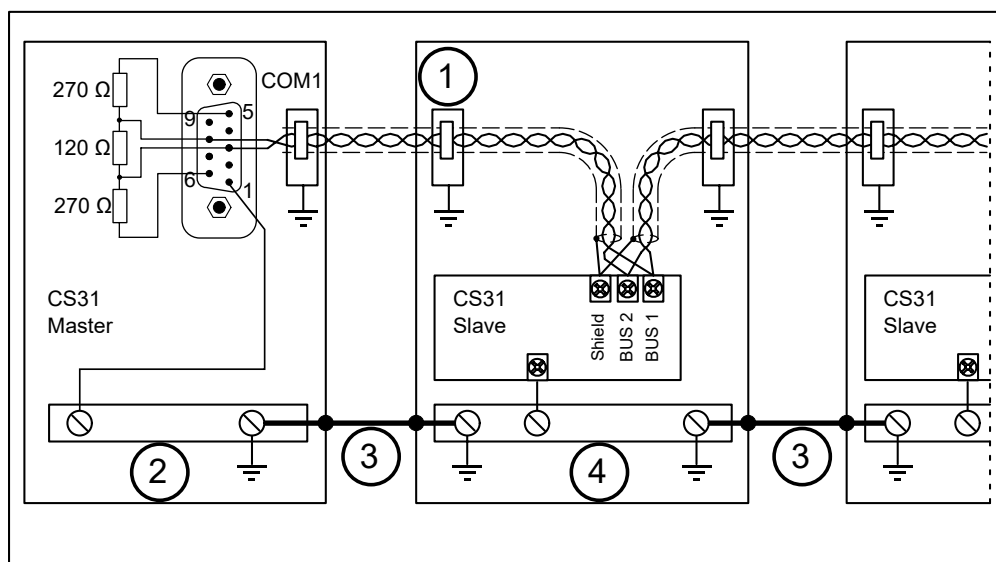 COM1
1
270 Ω
120 Ω
270 Ω
9
5
6
1
CS31
Master
CS31
Slave
Shield
BUS 2
BUS 1
CS31
Slave
2
3
4
3